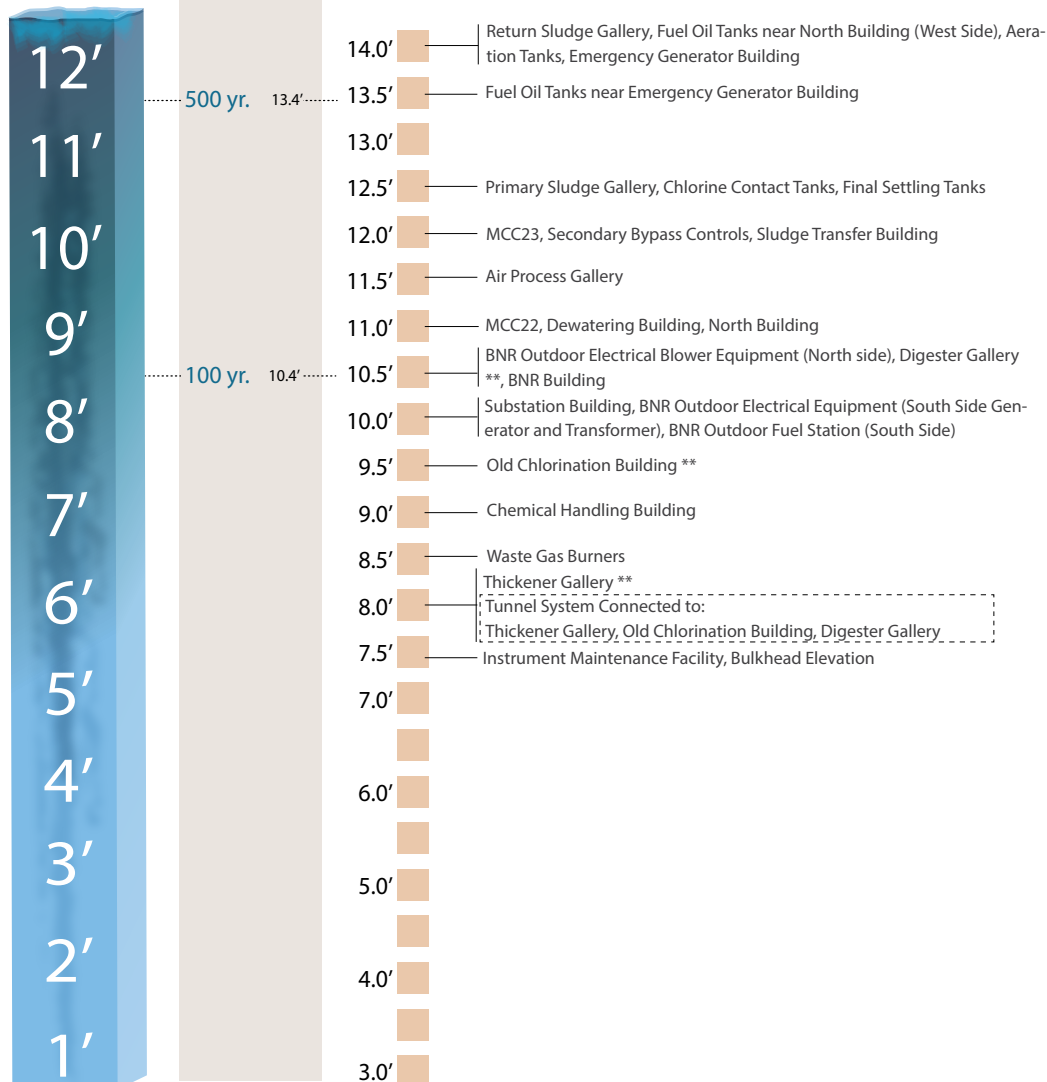 12′
11′
10′
9′
8′
7′
6′
5′
4′
3′
2′
1′
500 yr. 13.4′
100 yr. 10.4′
14.0′ Return Sludge Gallery, Fuel Oil Tanks near North Building (West Side), Aera-
tion Tanks, Emergency Generator Building
13.5′ Fuel Oil Tanks near Emergency Generator Building
13.0′
12.5′ Primary Sludge Gallery, Chlorine Contact Tanks, Final Settling Tanks
12.0′ MCC23, Secondary Bypass Controls, Sludge Transfer Building
11.5′ Air Process Gallery
11.0′ MCC22, Dewatering Building, North Building
10.5′ BNR Outdoor Electrical Blower Equipment (North side), Digester Gallery
**, BNR Building
10.0′ Substation Building, BNR Outdoor Electrical Equipment (South Side Gen-
erator and Transformer), BNR Outdoor Fuel Station (South Side)
9.5′ Old Chlorination Building **
9.0′ Chemical Handling Building
8.5′ Waste Gas Burners
Thickener Gallery **
8.0′ Tunnel System Connected to:
Thickener Gallery, Old Chlorination Building, Digester Gallery
7.5′ Instrument Maintenance Facility, Bulkhead Elevation
7.0′
6.0′
5.0′
4.0′
3.0′